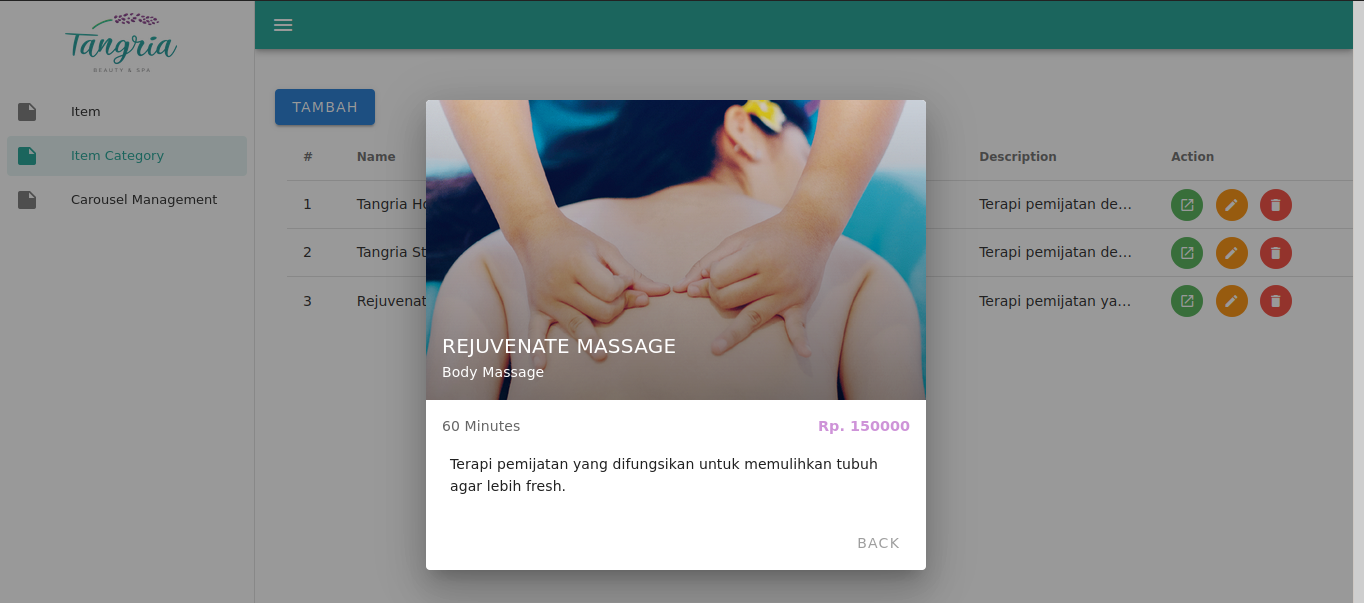 Tangria
BEAUTY & SPA
Item
Item Category
Carousel Management
TAMBAH
# Name Description Action
1 Tangria Ho Terapi pemijatan de...
2 Tangria St Terapi pemijatan de...
3 Rejuvenat Terapi pemijatan ya...
REJUVENATE MASSAGE
Body Massage
60 Minutes Rp. 150000
Terapi pemijatan yang difungsikan untuk memulihkan tubuh
agar lebih fresh.
BACK